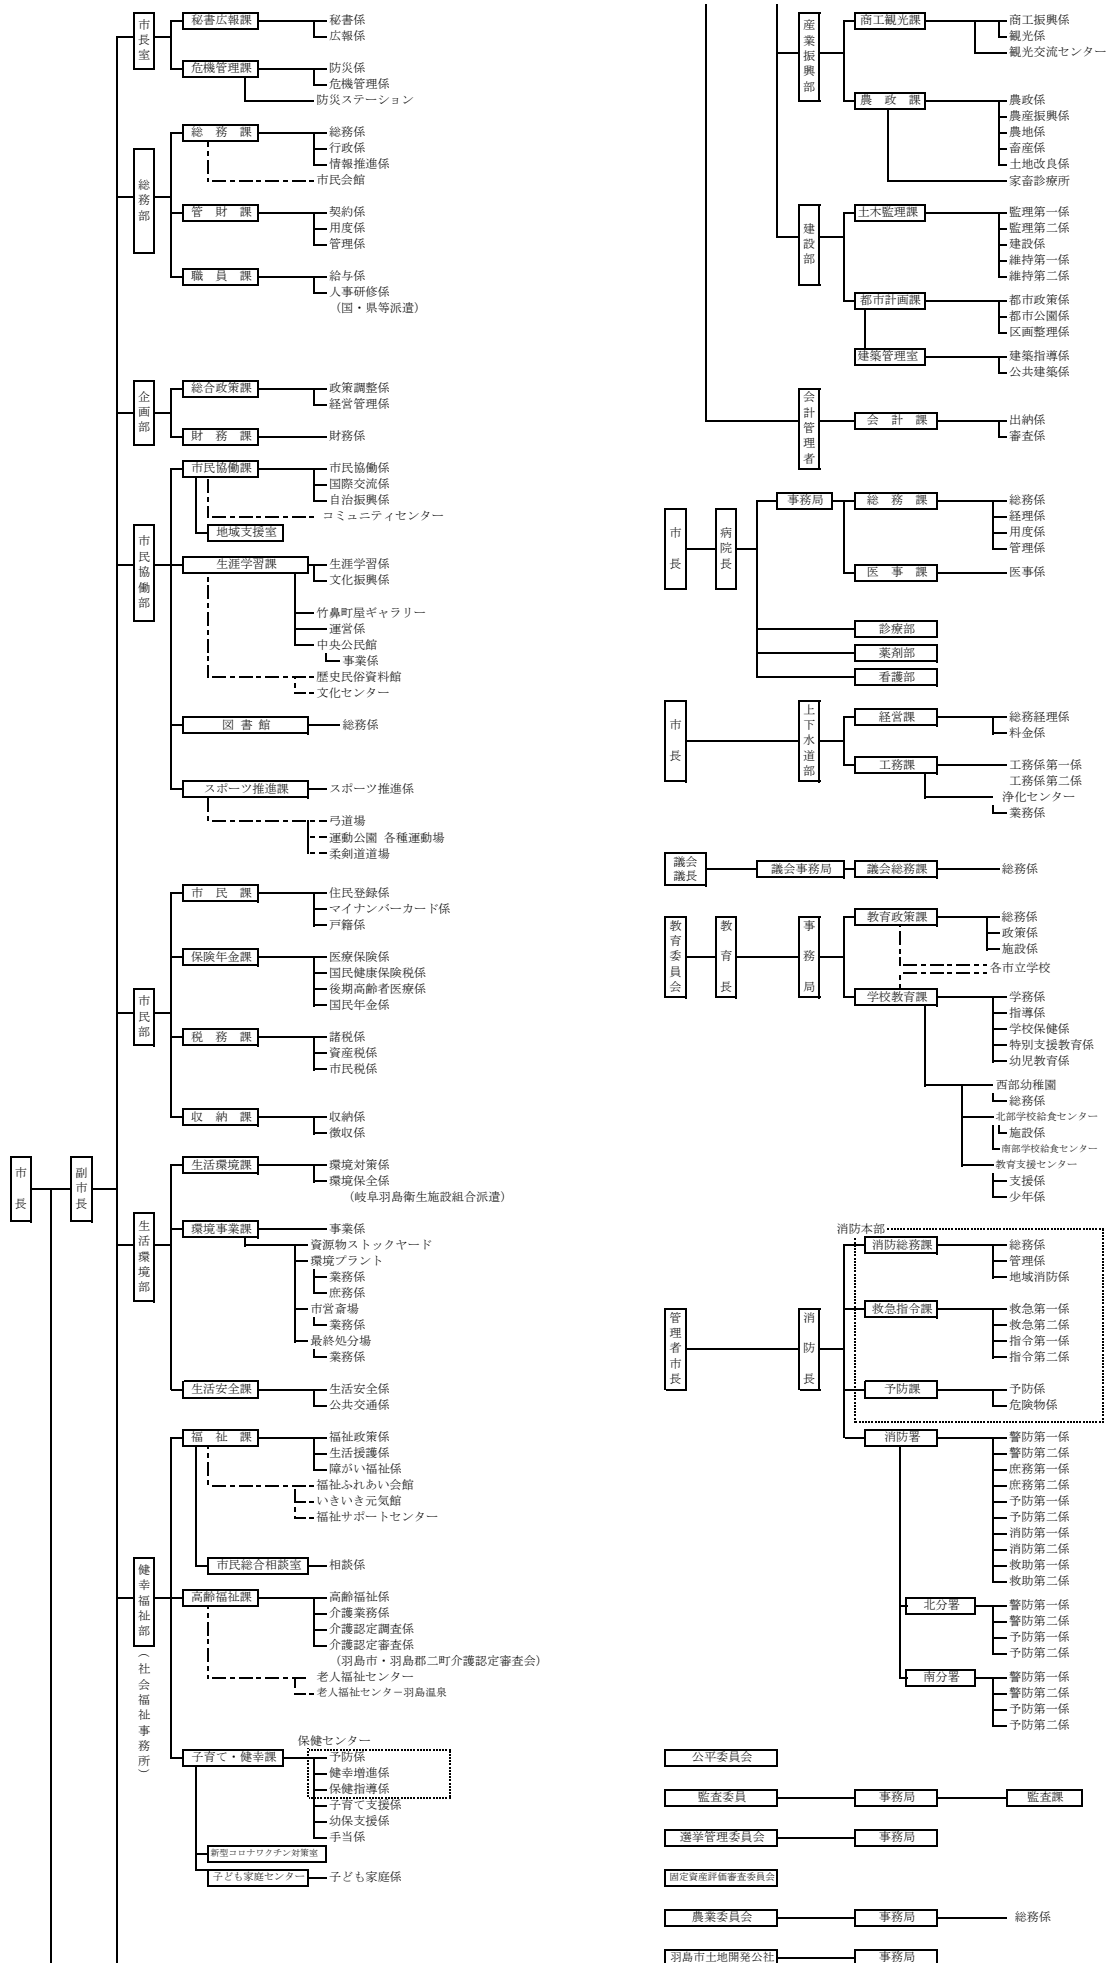 市長
副市長
市長室
秘書広報課
秘書係
広報係
危機管理課
防災係
危機管理係
防災ステーション
総務部
総　務　課
総務係
行政係
情報推進係
市民会館
管　財　課
契約係
用度係
管理係
職　員　課
給与係
人事研修係
（国・県等派遣）
企画部
総合政策課
政策調整係
経営管理係
財　務　課
財務係
市民協働部
市民協働課
市民協働係
国際交流係
自治振興係
コミュニティセンター
地域支援室
生涯学習課
生涯学習係
文化振興係
竹鼻町屋ギャラリー
運営係
中央公民館
事業係
歴史民俗資料館
文化センター
図 書 館
総務係
スポーツ推進課
スポーツ推進係
弓道場
運動公園 各種運動場
柔剣道道場
市民部
市　民　課
住民登録係
マイナンバーカード係
戸籍係
保険年金課
医療保険係
国民健康保険税係
後期高齢者医療係
国民年金係
税　務　課
諸税係
資産税係
市民税係
収　納　課
収納係
徴収係
生活環境部
生活環境課
環境対策係
環境保全係
（岐阜羽島衛生施設組合派遣）
環境事業課
事業係
資源物ストックヤード
環境プラント
業務係
庶務係
市営斎場
業務係
最終処分場
業務係
生活安全課
生活安全係
公共交通係
健幸福祉部（社会福祉事務所）
福　祉　課
福祉政策係
生活援護係
障がい福祉係
福祉ふれあい会館
いきいき元気館
福祉サポートセンター
市民総合相談室
相談係
高齢福祉課
高齢福祉係
介護業務係
介護認定調査係
介護認定審査係
（羽島市・羽島郡二町介護認定審査会）
老人福祉センター
老人福祉センター羽島温泉
保健センター
子育て・健幸課
予防係
健幸増進係
保健指導係
子育て支援係
幼保支援係
手当係
新型コロナワクチン対策室
子ども家庭センター
子ども家庭係
産業振興部
商工観光課
商工振興係
観光係
観光交流センター
農　政　課
農政係
農産振興係
農地係
畜産係
土地改良係
家畜診療所
建設部
土木監理課
監理第一係
監理第二係
建設係
維持第一係
維持第二係
都市計画課
都市政策係
都市公園係
区画整理係
建築管理室
建築指導係
公共建築係
会計管理者
会　計　課
出納係
審査係
市長
病院長
事務局
総　務　課
総務係
経理係
用度係
管理係
医　事　課
医事係
診療部
薬剤部
看護部
市長
上下水道部
経営課
総務経理係
料金係
工務課
工務係第一係
工務係第二係
浄化センター
業務係
議会
議長
議会事務局
議会総務課
総務係
教育委員会
教育長
事務局
教育政策課
総務係
政策係
施設係
各市立学校
学校教育課
学務係
指導係
学校保健係
特別支援教育係
幼児教育係
西部幼稚園
総務係
北部学校給食センター
施設係
南部学校給食センター
教育支援センター
支援係
少年係
管理者市長
消防長
消防本部
消防総務課
総務係
管理係
地域消防係
救急指令課
救急第一係
救急第二係
指令第一係
指令第二係
予防課
予防係
危険物係
消防署
警防第一係
警防第二係
庶務第一係
庶務第二係
予防第一係
予防第二係
消防第一係
消防第二係
救助第一係
救助第二係
北分署
警防第一係
警防第二係
予防第一係
予防第二係
南分署
警防第一係
警防第二係
予防第一係
予防第二係
公平委員会
監査委員
事務局
監査課
選挙管理委員会
事務局
固定資産評価審査委員会
農業委員会
事務局
総務係
羽島市土地開発公社
事務局